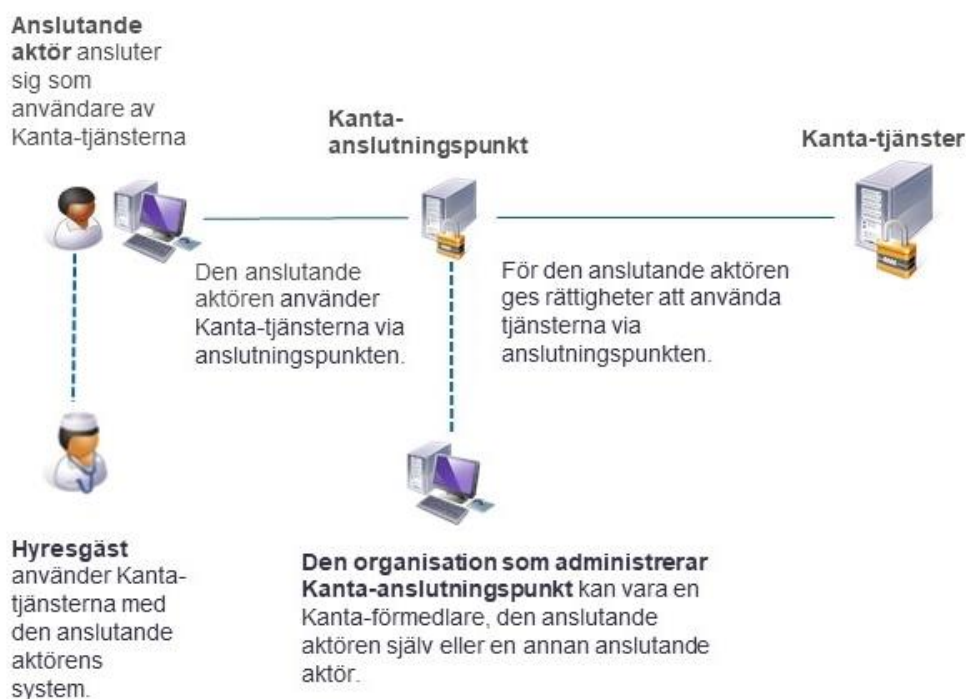 Anslutande
aktör ansluter
sig som
användare av
Kanta-tjänsterna
Kanta-
anslutningspunkt
Kanta-tjänster
Den anslutande
aktören använder
Kanta-tjänsterna via
anslutningspunkten.
För den anslutande aktören
ges rättigheter att använda
tjänsterna via
anslutningspunkten.
Hyresgäst
använder Kanta-
tjänsterna med
den anslutande
aktörens
system.
Den organisation som administrerar
Kanta-anslutningspunkt kan vara en
Kanta-förmedlare, den anslutande
aktören själv eller en annan anslutande
aktör.